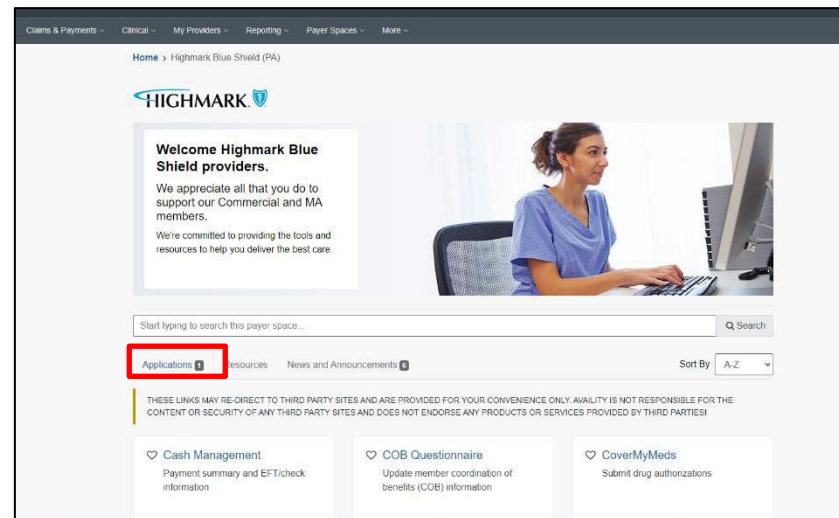 Claims & Payments Clinical My Providers Reporting Payer Spaces More
Home > Highmark Blue Shield (PA)
HIGHMARK.
Welcome Highmark Blue
Shield providers.
We appreciate all that you do to
support our Commercial and MA
members.
We're committed to providing the tools and
resources to help you deliver the best care.
Start typing to search this payer space...
Search
Applications 1 Resources News and Announcements 6 Sort By A-Z
THESE LINKS MAY RE-DIRECT TO THIRD PARTY SITES AND ARE PROVIDED FOR YOUR CONVENIENCE ONLY. AVAILITY IS NOT RESPONSIBLE FOR THE
CONTENT OR SECURITY OF ANY THIRD PARTY SITES AND DOES NOT ENDORSE ANY PRODUCTS OR SERVICES PROVIDED BY THIRD PARTIES!
Cash Management
Payment summary and EFT/check
information
COB Questionnaire
Update member coordination of
benefits (COB) information
CoverMyMeds
Submit drug authorizations